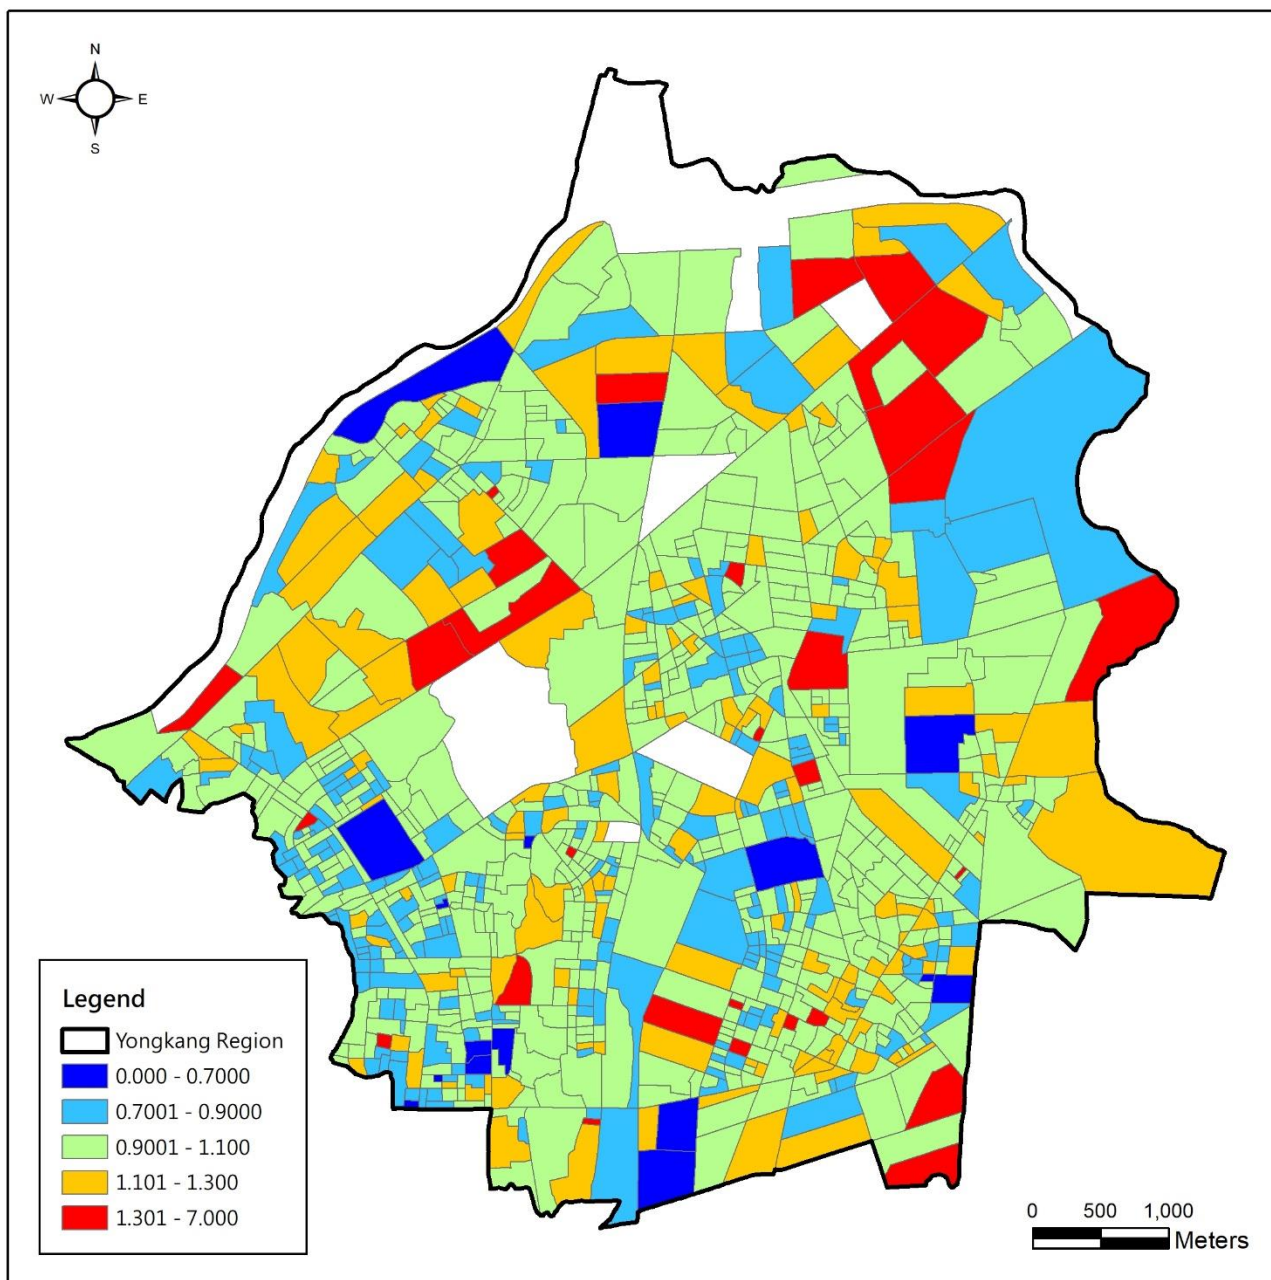 N
W E
S
Legend
Yongkang Region
0.000 - 0.7000
0.7001 - 0.9000
0.9001 - 1.100
1.101 - 1.300
1.301 - 7.000
0 500 1,000
Meters